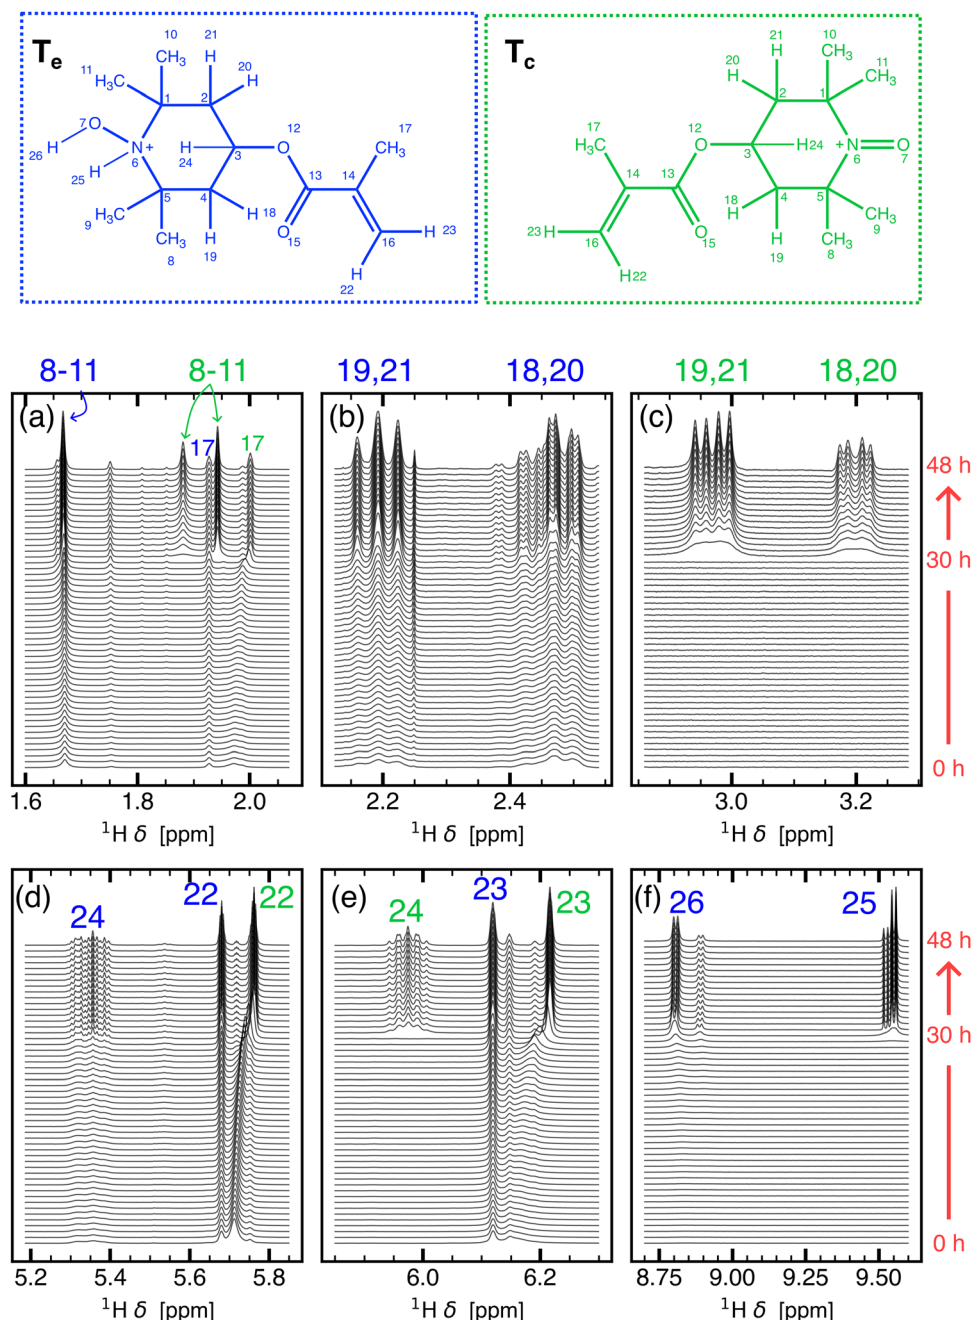 Te
Tc
21
10
CH3
H
20
11
H3C
H
1
2
7
O
12
17
26
H
N
+
H
O
CH3
6
24
3
H
25
13
14
5
4
H3C
H
18
O
H
23
9
CH3
H
15
16
8
19
H
22
21
10
H
CH3
20
11
H
CH3
2
1
17
12
H3C
O
+
H24
N
O
3
6
7
14
13
4
5
18
H
CH3
23
H
O
9
16
15
H
CH3
H22
19
8
8-11
8-11
19,21
18,20
19,21
18,20
(a)
(b)
(c)
17
17
48 h
30 h
0 h
1.6
1.8
2.0
2.2
2.4
3.0
3.2
1H δ [ppm]
1H δ [ppm]
1H δ [ppm]
(d)
(e)
(f)
24
22
22
24
23
23
26
25
48 h
30 h
0 h
5.2
5.4
5.6
5.8
6.0
6.2
8.75
9.00
9.25
9.50
1H δ [ppm]
1H δ [ppm]
1H δ [ppm]